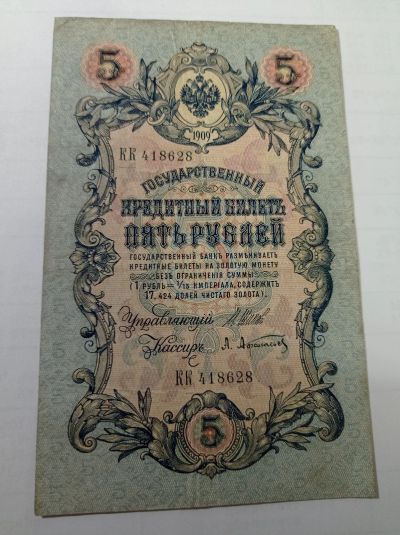 5 5
1909
КК 418628
ГОСУДАРСТВЕННЫЙ
КРЕДИТНЫЙ БИЛЕТЪ
ПЯТЬ РУБЛЕЙ
ГОСУДАРСТВЕННЫЙ БАНКЪ РАЗМѢНИВАЕТЪ
КРЕДИТНЫЕ БИЛЕТЫ НА ЗОЛОТУЮ МОНЕТУ
БЕЗЪ ОГРАНИЧЕНІЯ СУММЫ
(1 РУБЛЬ = 1/15 ИМПЕРІАЛА, СОДЕРЖИТЪ
17,424 ДОЛЕЙ ЧИСТАГО ЗОЛОТА).
Управляющій
Кассиръ
КК 418628
5